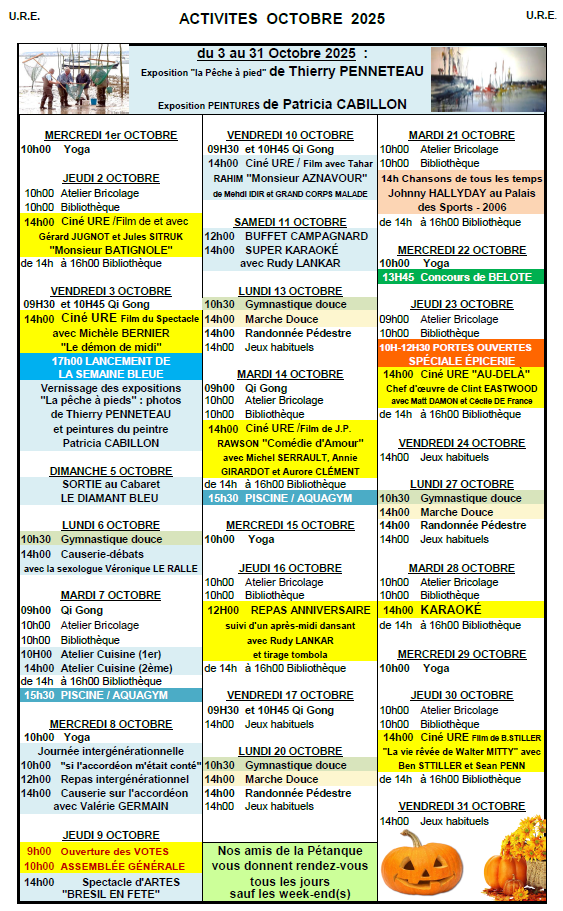 U.R.E.
ACTIVITES OCTOBRE 2025
U.R.E.
du 3 au 31 Octobre 2025 :
Exposition "la Pêche à pied" de Thierry PENNETEAU
Exposition PEINTURES de Patricia CABILLON
MERCREDI 1er OCTOBRE
10h00 Yoga
JEUDI 2 OCTOBRE
10h00 Atelier Bricolage
10h00 Bibliothèque
14h00 Ciné URE /Film de et avec
Gérard JUGNOT et Jules SITRUK
"Monsieur BATIGNOLE"
de 14h à 16h00 Bibliothèque
VENDREDI 3 OCTOBRE
09H30 et 10H45 Qi Gong
14h00 Ciné URE Film du Spectacle
avec Michèle BERNIER
"Le démon de midi"
17h00 LANCEMENT DE
LA SEMAINE BLEUE
Vernissage des expositions
"La pêche à pieds" : photos
de Thierry PENNETEAU
et peintures du peintre
Patricia CABILLON
DIMANCHE 5 OCTOBRE
SORTIE au Cabaret
LE DIAMANT BLEU
LUNDI 6 OCTOBRE
10h30 Gymnastique douce
14h00 Causerie-débats
avec la sexologue Véronique LE RALLE
MARDI 7 OCTOBRE
09h00 Qi Gong
10h00 Atelier Bricolage
10h00 Bibliothèque
10H00 Atelier Cuisine (1er)
14h00 Atelier Cuisine (2ème)
de 14h à 16h00 Bibliothèque
15h30 PISCINE / AQUAGYM
MERCREDI 8 OCTOBRE
10h00 Yoga
Journée intergénérationnelle
10h00 "si l'accordéon m'était conté"
12h00 Repas intergénérationnel
14h00 Causerie sur l'accordéon
avec Valérie GERMAIN
JEUDI 9 OCTOBRE
9h00 Ouverture des VOTES
10h00 ASSEMBLÉE GÉNÉRALE
14h00 Spectacle d'ARTES
"BRESIL EN FETE"
VENDREDI 10 OCTOBRE
09H30 et 10H45 Qi Gong
14h00 Ciné URE / Film avec Tahar
RAHIM "Monsieur AZNAVOUR"
de Mehdi IDIR et GRAND CORPS MALADE
SAMEDI 11 OCTOBRE
12h00 BUFFET CAMPAGNARD
14h00 SUPER KARAOKÉ
avec Rudy LANKAR
LUNDI 13 OCTOBRE
10h30 Gymnastique douce
14h00 Marche Douce
14h00 Randonnée Pédestre
14h00 Jeux habituels
MARDI 14 OCTOBRE
09h00 Qi Gong
10h00 Atelier Bricolage
10h00 Bibliothèque
14h00 Ciné URE /Film de J.P.
RAWSON "Comédie d'Amour"
avec Michel SERRAULT, Annie
GIRARDOT et Aurore CLÉMENT
de 14h à 16h00 Bibliothèque
15h30 PISCINE / AQUAGYM
MERCREDI 15 OCTOBRE
10h00 Yoga
JEUDI 16 OCTOBRE
10h00 Atelier Bricolage
10h00 Bibliothèque
12H00 REPAS ANNIVERSAIRE
suivi d'un après-midi dansant
avec Rudy LANKAR
et tirage tombola
de 14h à 16h00 Bibliothèque
VENDREDI 17 OCTOBRE
09H30 et 10H45 Qi Gong
14h00 Jeux habituels
LUNDI 20 OCTOBRE
10h30 Gymnastique douce
14h00 Marche Douce
14h00 Randonnée Pédestre
14h00 Jeux habituels
Nos amis de la Pétanque
vous donnent rendez-vous
tous les jours
sauf les week-end(s)
MARDI 21 OCTOBRE
10h00 Atelier Bricolage
10h00 Bibliothèque
14h Chansons de tous les temps
Johnny HALLYDAY au Palais
des Sports - 2006
de 14h à 16h00 Bibliothèque
MERCREDI 22 OCTOBRE
10h00 Yoga
13H45 Concours de BELOTE
JEUDI 23 OCTOBRE
09h00 Atelier Bricolage
10h00 Bibliothèque
10H-12H30 PORTES OUVERTES
SPÉCIALE ÉPICERIE
14h00 Ciné URE "AU-DELÀ"
Chef d'œuvre de Clint EASTWOOD
avec Matt DAMON et Cécile DE France
de 14h à 16h00 Bibliothèque
VENDREDI 24 OCTOBRE
14h00 Jeux habituels
LUNDI 27 OCTOBRE
10h30 Gymnastique douce
14h00 Marche Douce
14h00 Randonnée Pédestre
14h00 Jeux habituels
MARDI 28 OCTOBRE
10h00 Atelier Bricolage
10h00 Bibliothèque
14h00 KARAOKÉ
de 14h à 16h00 Bibliothèque
MERCREDI 29 OCTOBRE
10h00 Yoga
JEUDI 30 OCTOBRE
10h00 Atelier Bricolage
10h00 Bibliothèque
14h00 Ciné URE Film de B.STILLER
"La vie rêvée de Walter MITTY" avec
Ben STTILLER et Sean PENN
de 14h à 16h00 Bibliothèque
VENDREDI 31 OCTOBRE
14h00 Jeux habituels